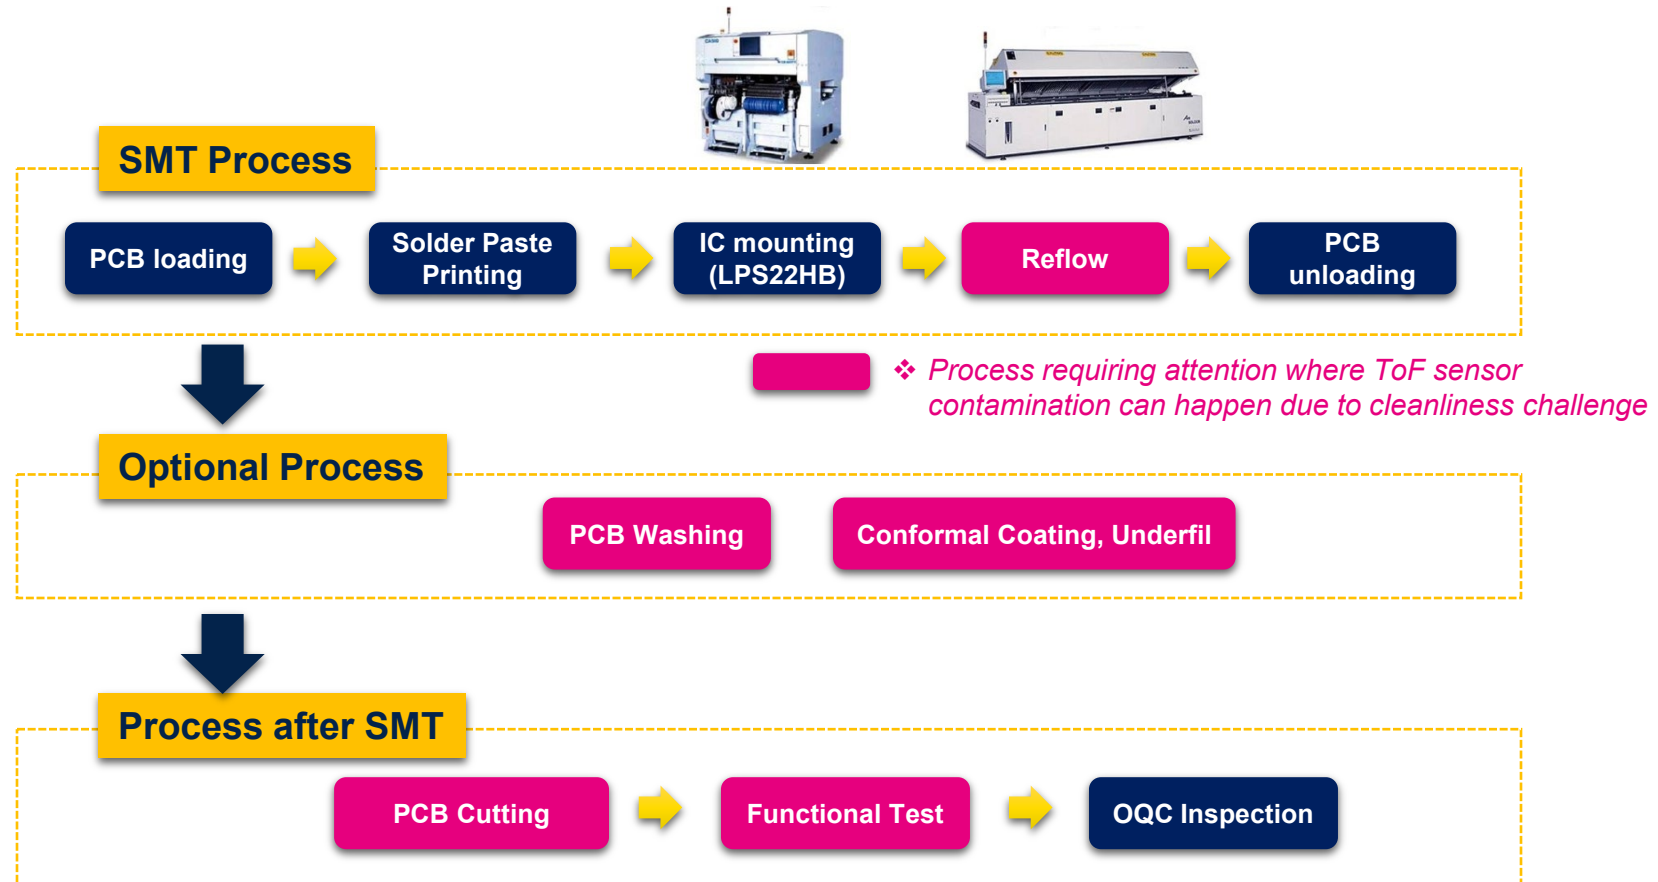 SMT Process
PCB loading
Solder Paste
Printing
IC mounting
(LPS22HB)
Reflow
PCB
unloading
❖ Process requiring attention where ToF sensor
contamination can happen due to cleanliness challenge
Optional Process
PCB Washing
Conformal Coating, Underfil
Process after SMT
PCB Cutting
Functional Test
OQC Inspection